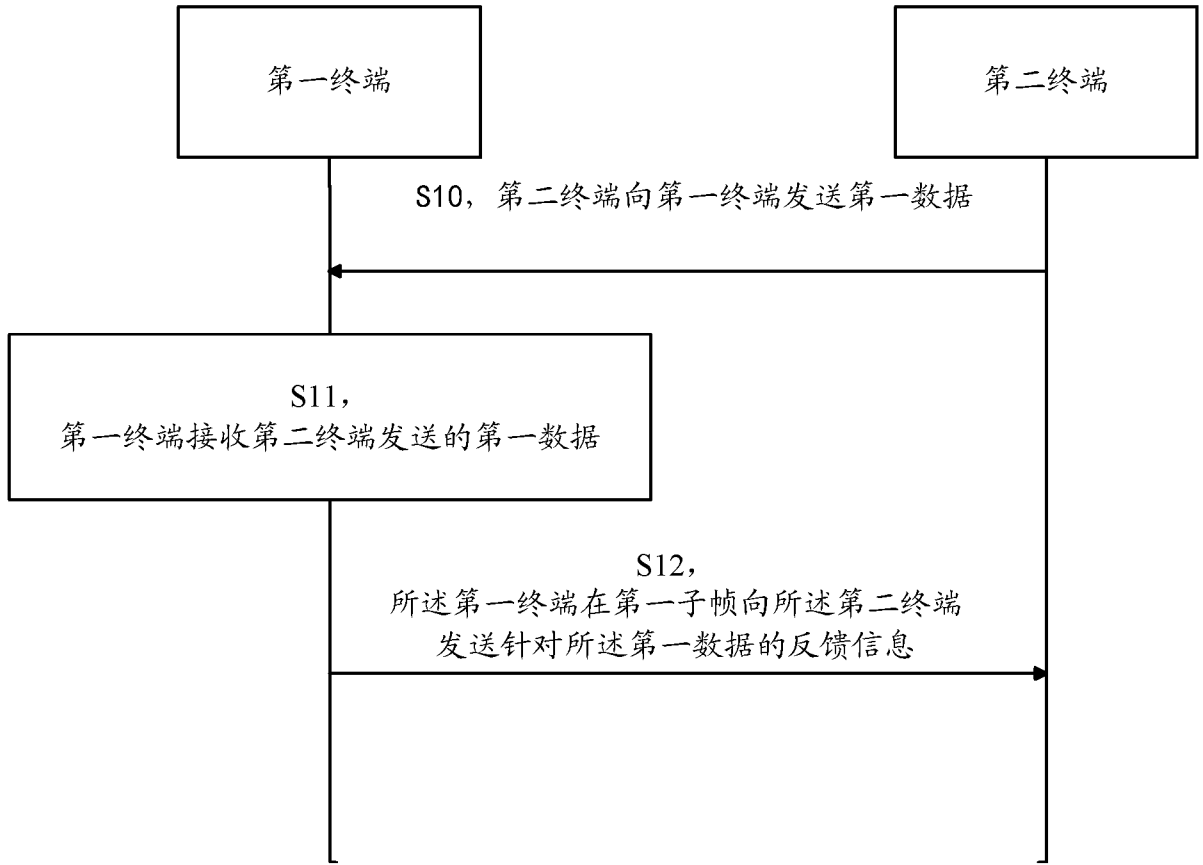 第一终端
第二终端
S10, 第二终端向第一终端发送第一数据
S11,
第一终端接收第二终端发送的第一数据
S12,
所述第一终端在第一子帧向所述第二终端
发送针对所述第一数据的反馈信息